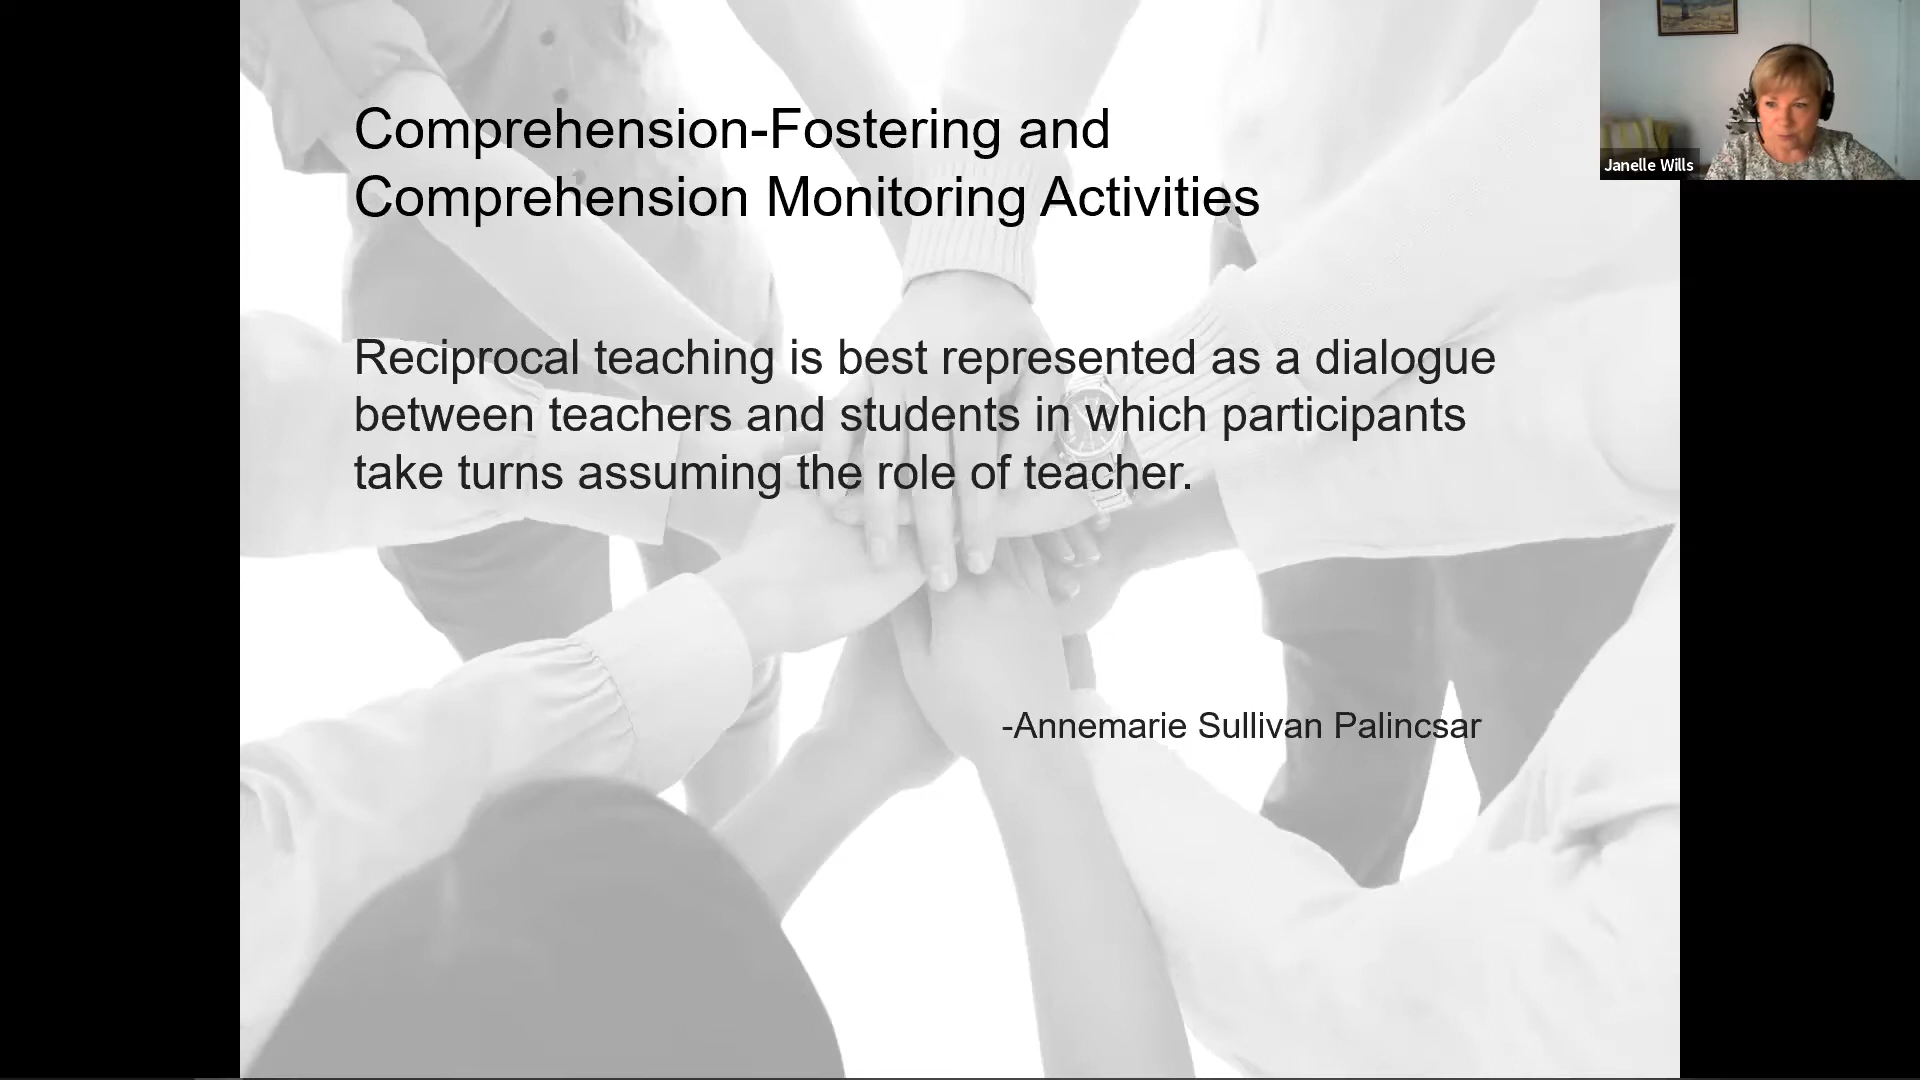 Comprehension-Fostering and
Comprehension Monitoring Activities
Reciprocal teaching is best represented as a dialogue
between teachers and students in which participants
take turns assuming the role of teacher.
-Annemarie Sullivan Palincsar
Janelle Wills